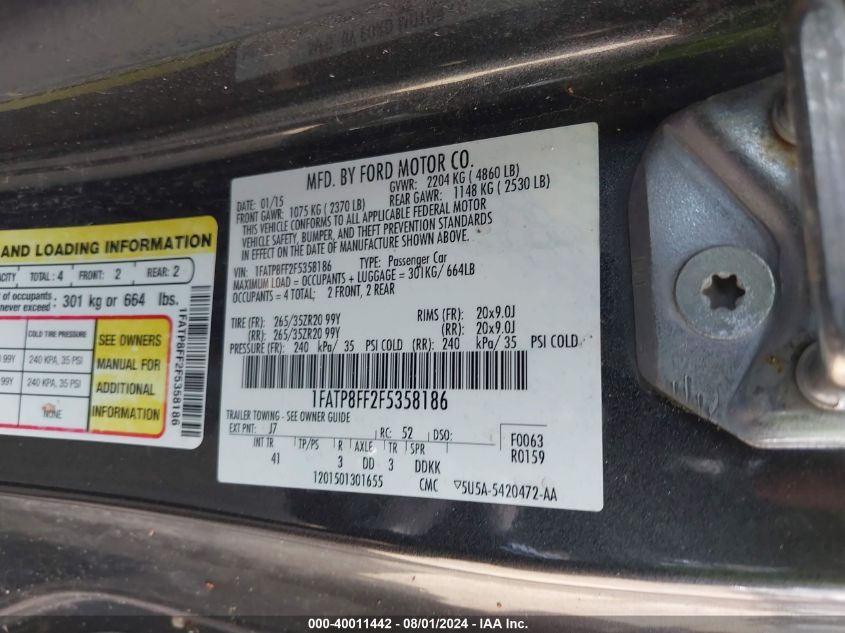 AND LOADING INFORMATION
TOTAL: 4 FRONT: 2 REAR: 2
of occupants: 301 kg or 664 lbs.
never exceed:
COLD TIRE PRESSURE
99Y 240 KPA, 35 PSI
99Y 240 KPA, 35 PSI
NONE
SEE OWNERS
MANUAL FOR
ADDITIONAL
INFORMATION
1FATP8FF2F5358186
MFD. BY FORD MOTOR CO.
DATE: 01/15 GVWR: 2204 KG ( 4860 LB)
FRONT GAWR: 1075 KG ( 2370 LB) REAR GAWR: 1148 KG ( 2530 LB)
THIS VEHICLE CONFORMS TO ALL APPLICABLE FEDERAL MOTOR
VEHICLE SAFETY, BUMPER, AND THEFT PREVENTION STANDARDS
IN EFFECT ON THE DATE OF MANUFACTURE SHOWN ABOVE.
VIN: 1FATP8FF2F5358186 TYPE: Passenger Car
MAXIMUM LOAD = OCCUPANTS + LUGGAGE = 301KG/ 664LB
OCCUPANTS = 4 TOTAL; 2 FRONT, 2 REAR
TIRE (FR): 265/35ZR20 99Y RIMS (FR): 20x9.0J
(RR): 265/35ZR20 99Y (RR): 20x9.0J
PRESSURE (FR): 240 kPa/ 35 PSI COLD (RR): 240 kPa/ 35 PSI COLD
1FATP8FF2F5358186
TRAILER TOWING - SEE OWNER GUIDE
EXT PNT: J7 RC: 52 DSO: F0063
INT TR TP/PS R AXLE TR SPR R0159
41 3 DD 3 DDKK
1201501301655 CMC ▽5U5A-5420472-AA
000-40011442 - 08/01/2024 - IAA Inc.